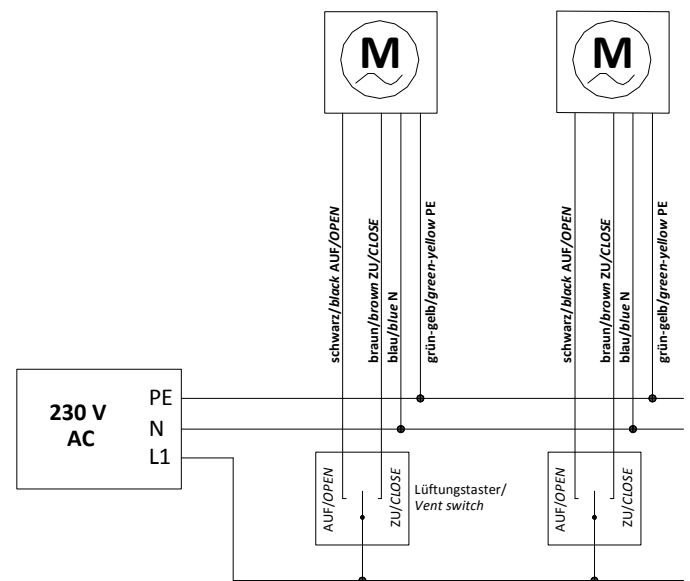 M
M
schwarz/black AUF/OPEN
braun/brown ZU/CLOSE
blau/blue N
grün-gelb/green-yellow PE
schwarz/black AUF/OPEN
braun/brown ZU/CLOSE
blau/blue N
grün-gelb/green-yellow PE
230 V
AC
PE
N
L1
AUF/OPEN
ZU/CLOSE
Lüftungstaster/
Vent switch
AUF/OPEN
ZU/CLOSE